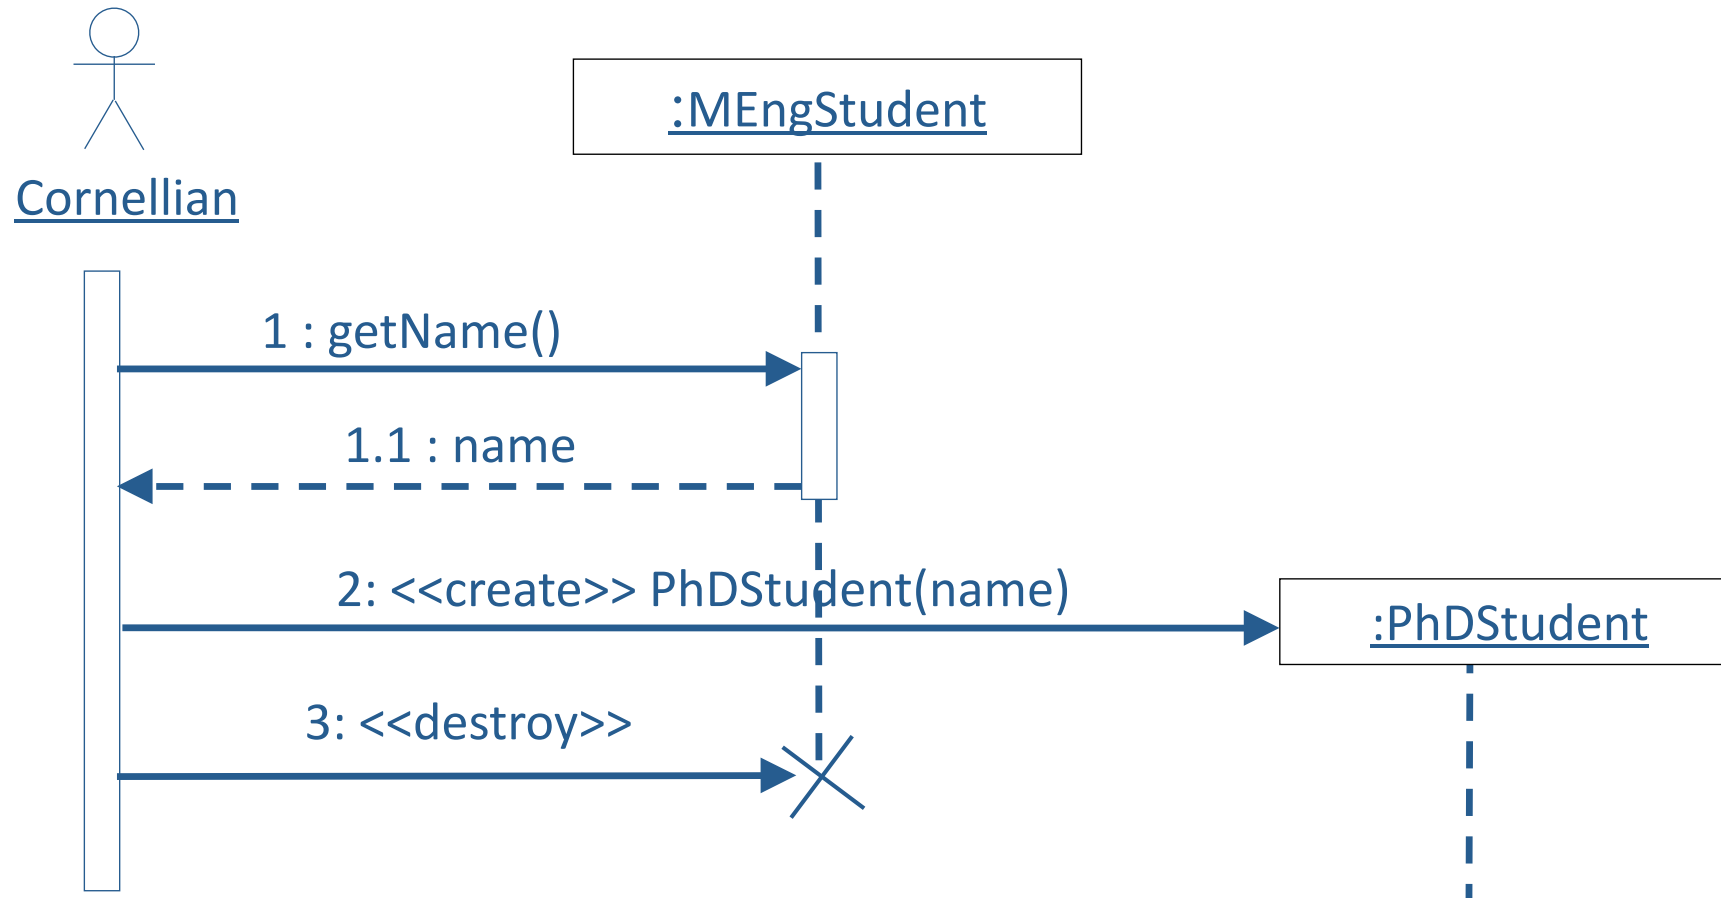 :MEngStudent
Cornellian
1 : getName()
1.1 : name
2: <<create>> PhDStudent(name)
:PhDStudent
3: <<destroy>>